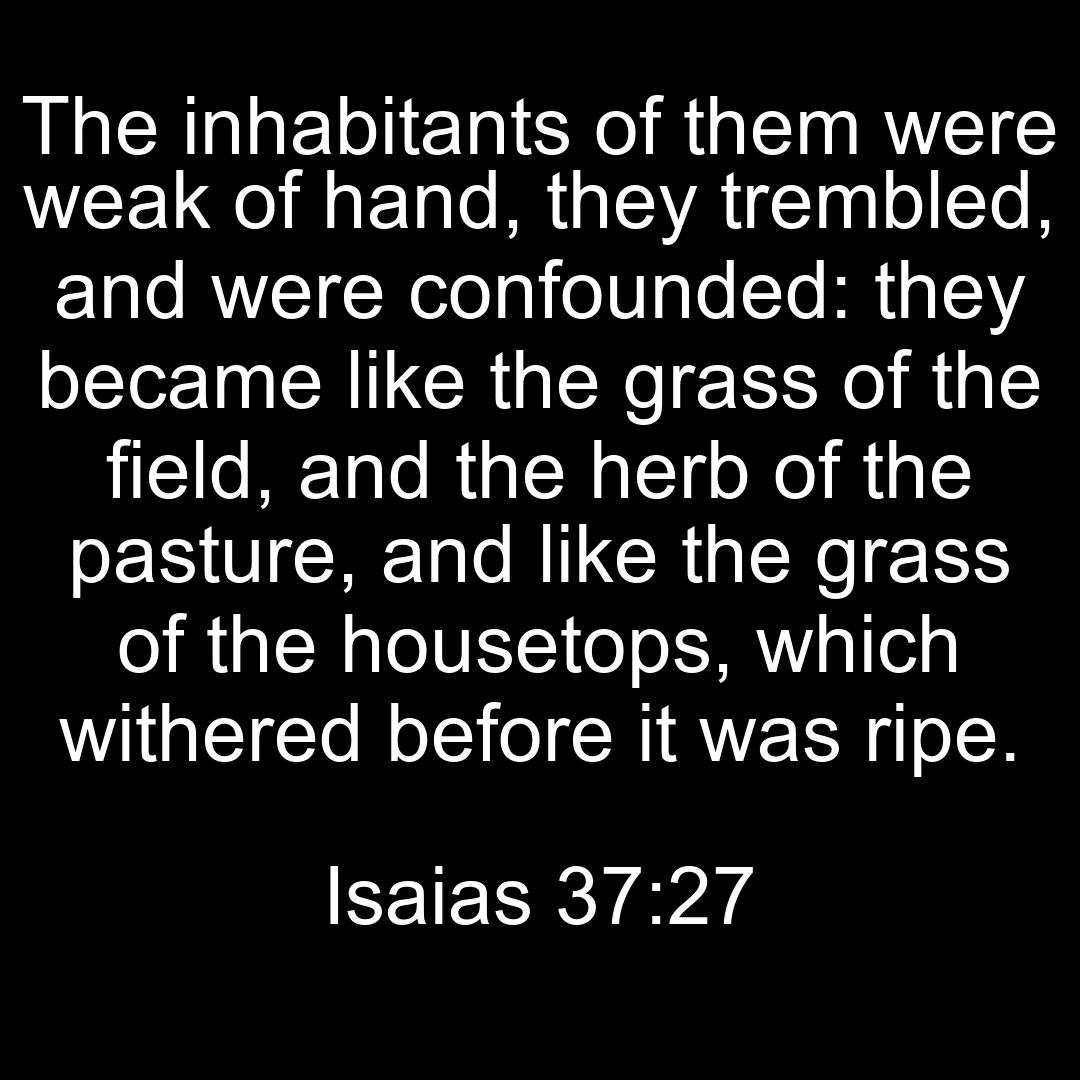 The inhabitants of them were
weak of hand, they trembled,
and were confounded: they
became like the grass of the
field, and the herb of the
pasture, and like the grass
of the housetops, which
withered before it was ripe.
Isaias 37:27